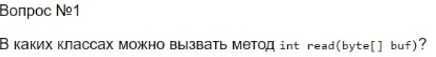 Вопрос №1
В каких классах можно вызвать метод int read(byte[] buf)?